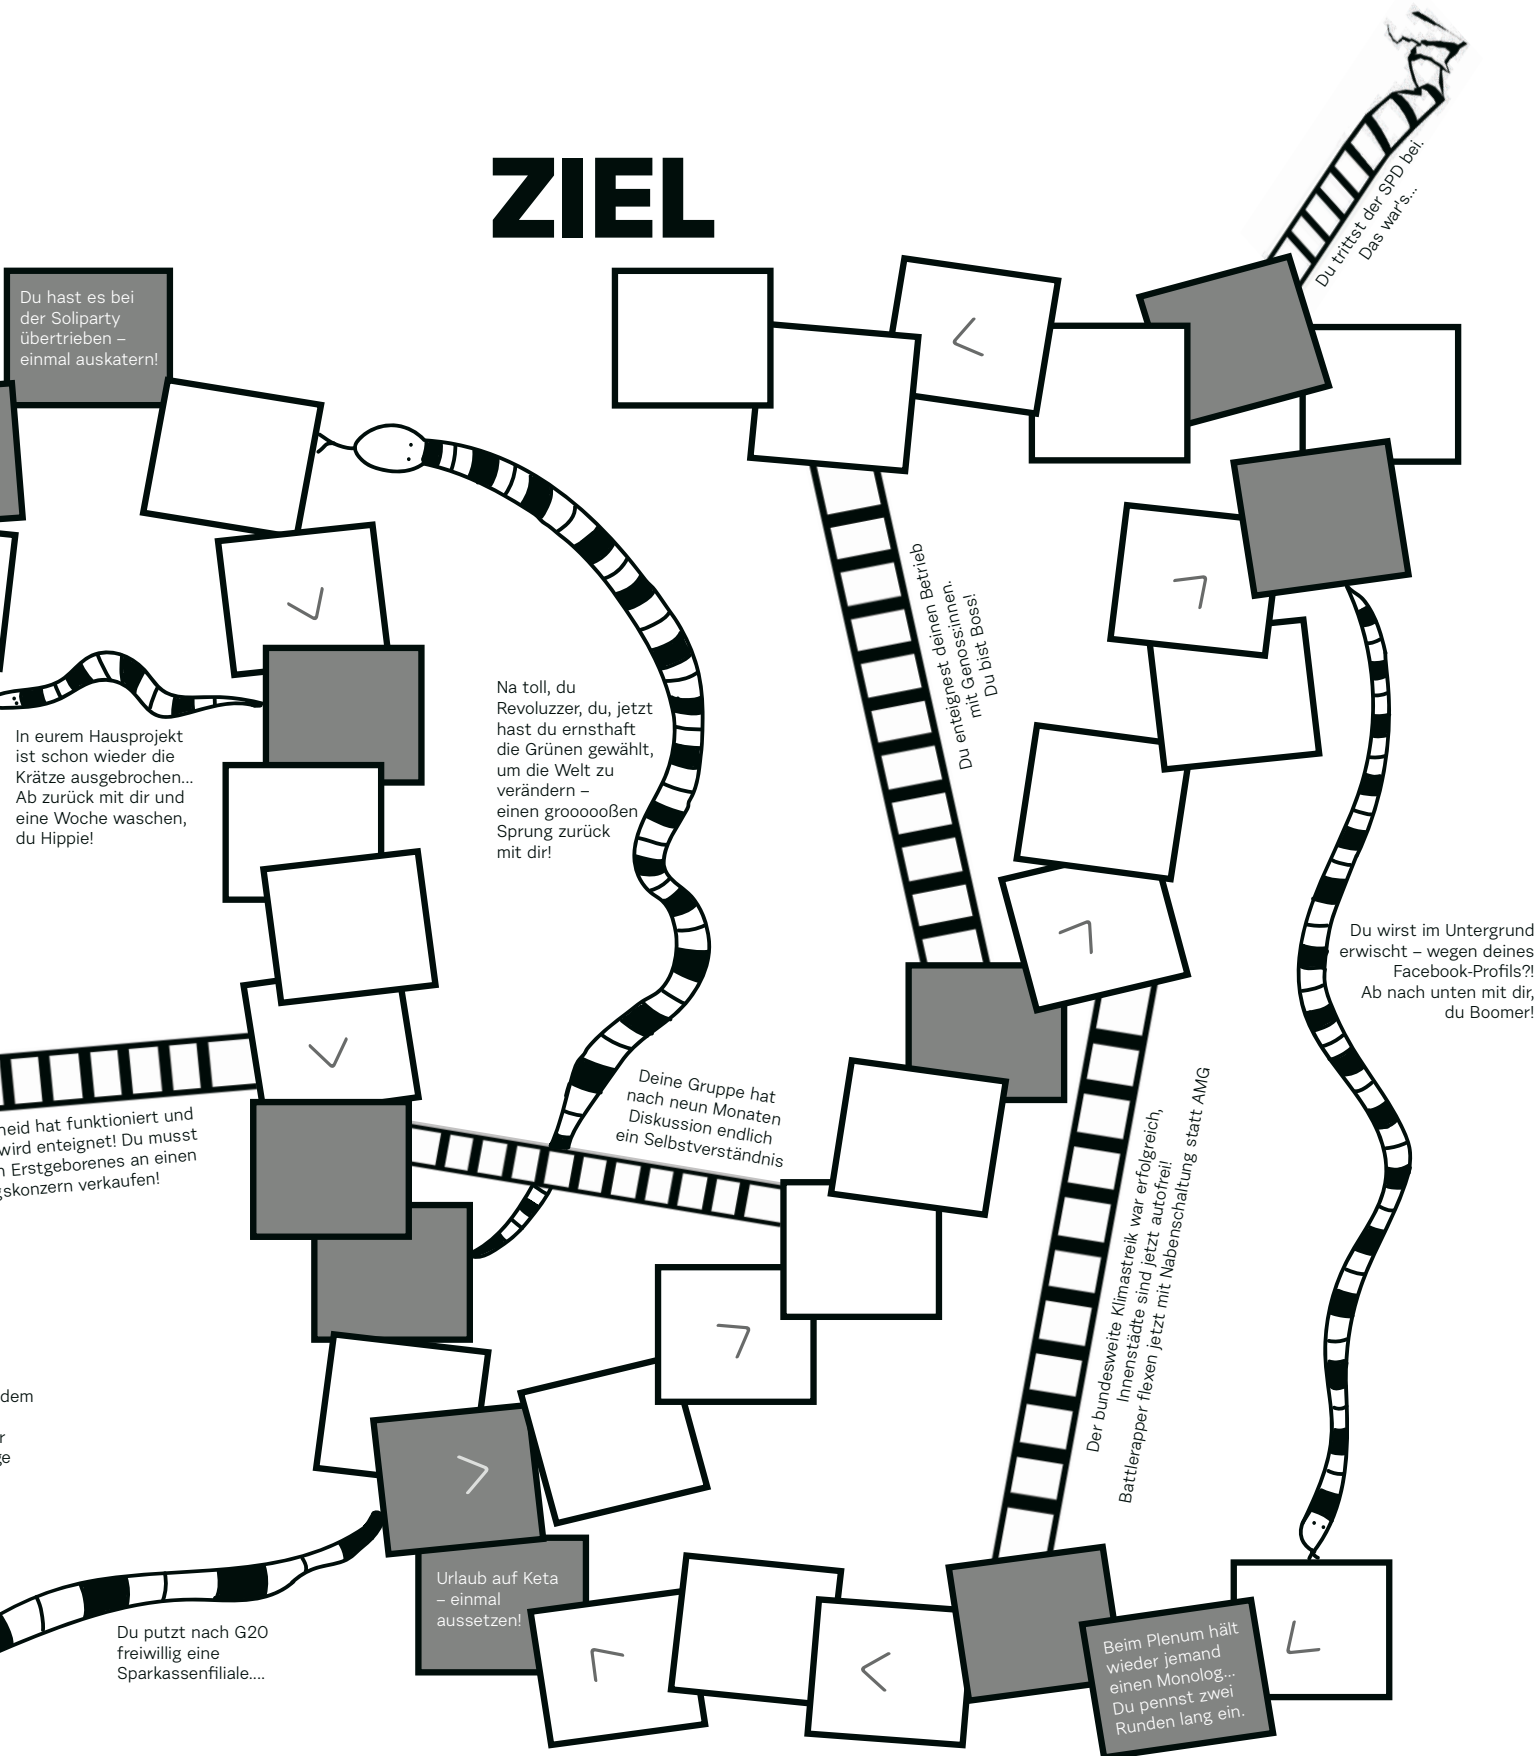 ZIEL
Du trittst der SPD bei.
Das war's...
Du hast es bei
der Soliparty
übertrieben –
einmal auskatern!
Du enteignest deinen Betrieb
mit Genoss:innen.
Du bist Boss!
Na toll, du
Revoluzzer, du, jetzt
hast du ernsthaft
die Grünen gewählt,
um die Welt zu
verändern –
einen groooooßen
Sprung zurück
mit dir!
In eurem Hausprojekt
ist schon wieder die
Krätze ausgebrochen...
Ab zurück mit dir und
eine Woche waschen,
du Hippie!
Du wirst im Untergrund
erwischt – wegen deines
Facebook-Profils?!
Ab nach unten mit dir,
du Boomer!
Deine Gruppe hat
nach neun Monaten
Diskussion endlich
ein Selbstverständnis
heid hat funktioniert und
wird enteignet! Du musst
n Erstgeborenes an einen
gskonzern verkaufen!
Der bundesweite Klimastreik war erfolgreich,
Innenstädte sind jetzt autofrei!
Battlerapper flexen jetzt mit Nabenschaltung statt AMG
dem
r
ge
Urlaub auf Keta
– einmal
aussetzen!
Du putzt nach G20
freiwillig eine
Sparkassenfiliale....
Beim Plenum hält
wieder jemand
einen Monolog...
Du pennst zwei
Runden lang ein.